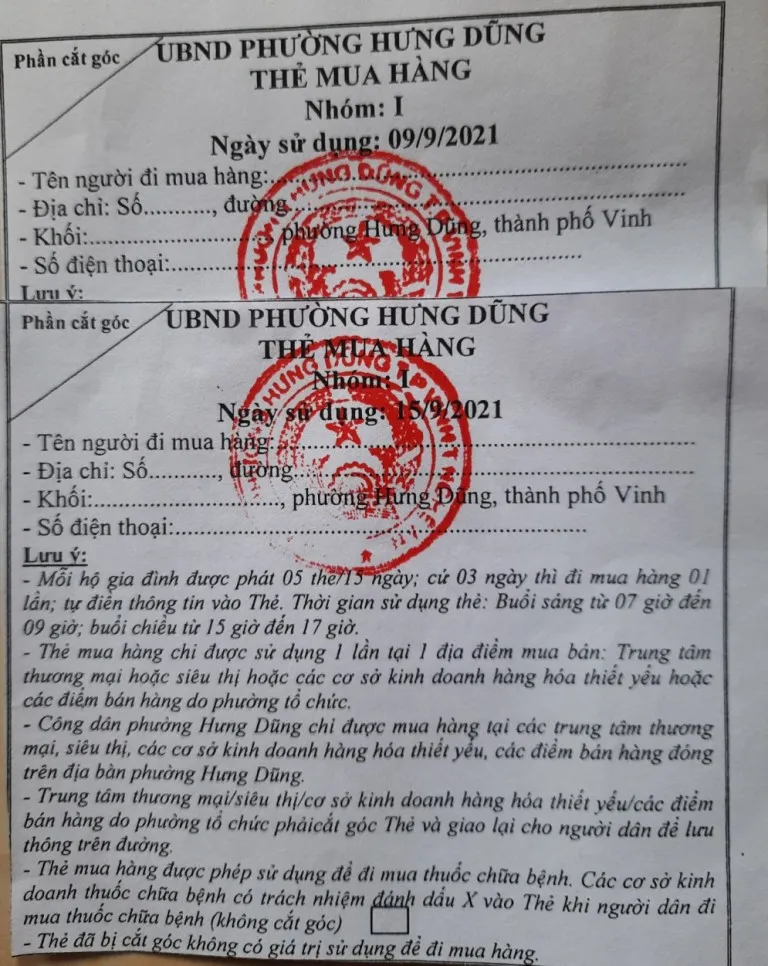 Phần cắt góc
UBND PHƯỜNG HƯNG DŨNG
THẺ MUA HÀNG
Nhóm: I
Ngày sử dụng: 09/9/2021
- Tên người đi mua hàng:..............................
- Địa chỉ: Số.........., đường..............................
- Khối:......................, phường Hưng Dũng, thành phố Vinh
- Số điện thoại:..............................
Lưu ý:
HƯNG DŨNG TP VINH
Phần cắt góc
UBND PHƯỜNG HƯNG DŨNG
THẺ MUA HÀNG
Nhóm: I
Ngày sử dụng: 15/9/2021
- Tên người đi mua hàng:..............................
- Địa chỉ: Số.........., đường..............................
- Khối:......................, phường Hưng Dũng, thành phố Vinh
- Số điện thoại:..............................
HƯNG DŨNG TP VINH
Lưu ý:
- Mỗi hộ gia đình được phát 05 thẻ/15 ngày; cứ 03 ngày thì đi mua hàng 01
lần; tự điền thông tin vào Thẻ. Thời gian sử dụng thẻ: Buổi sáng từ 07 giờ đến
09 giờ; buổi chiều từ 15 giờ đến 17 giờ.
- Thẻ mua hàng chỉ được sử dụng 1 lần tại 1 địa điểm mua bán: Trung tâm
thương mại hoặc siêu thị hoặc các cơ sở kinh doanh hàng hóa thiết yếu hoặc
các điểm bán hàng do phường tổ chức.
- Công dân phường Hưng Dũng chỉ được mua hàng tại các trung tâm thương
mại, siêu thị, các cơ sở kinh doanh hàng hóa thiết yếu, các điểm bán hàng đóng
trên địa bàn phường Hưng Dũng.
- Trung tâm thương mại/siêu thị/cơ sở kinh doanh hàng hóa thiết yếu/các điểm
bán hàng do phường tổ chức phảicắt góc Thẻ và giao lại cho người dân để lưu
thông trên đường.
- Thẻ mua hàng được phép sử dụng để đi mua thuốc chữa bệnh. Các cơ sở kinh
doanh thuốc chữa bệnh có trách nhiệm đánh dấu X vào Thẻ khi người dân đi
mua thuốc chữa bệnh (không cắt góc)
- Thẻ đã bị cắt góc không có giá trị sử dụng để đi mua hàng.